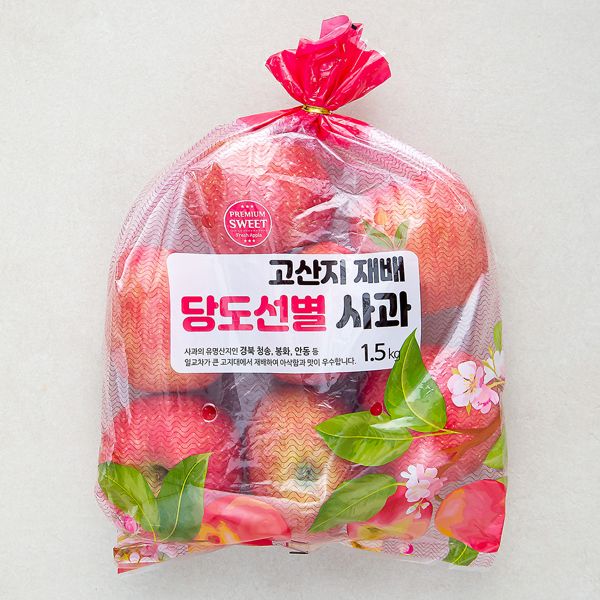 PREMIUM
SWEET
Fresh Apple
고산지 재배
당도선별 사과
사과의 유명산지인 경북 청송, 봉화, 안동 등
일교차가 큰 고지대에서 재배하여 아삭함과 맛이 우수합니다.
1.5kg